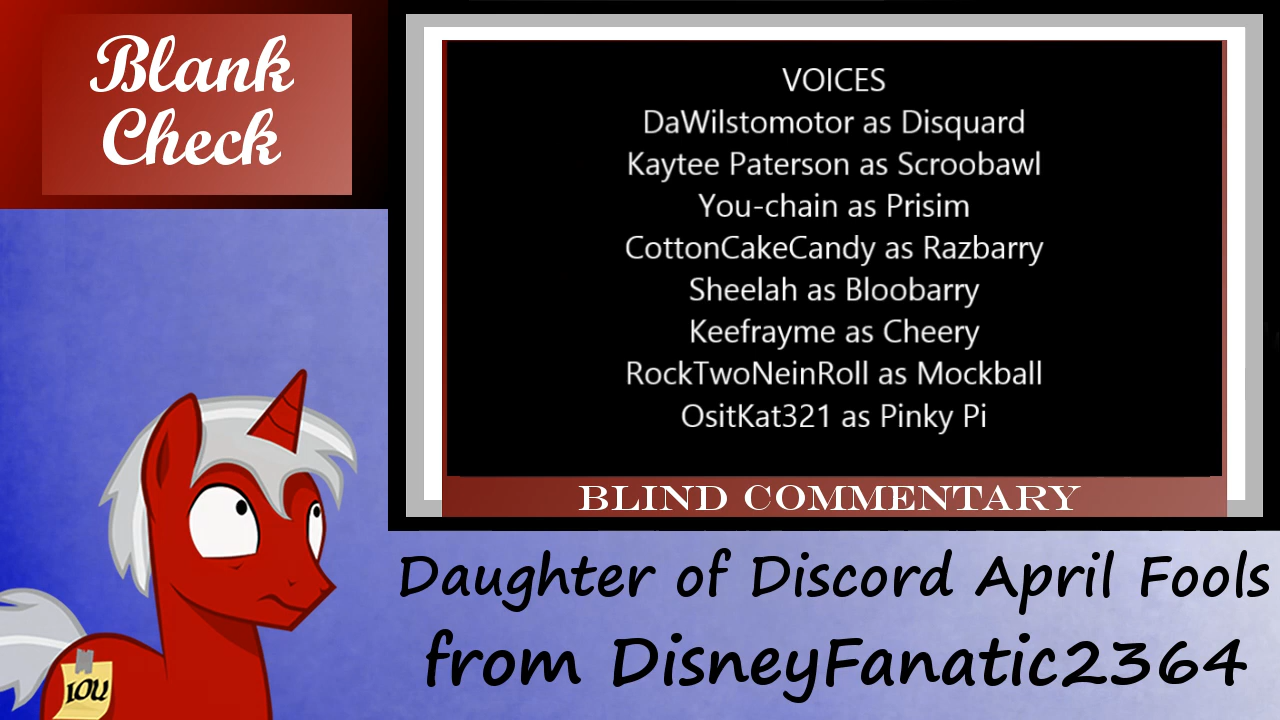 Blank
Check
VOICES
DaWilstomotor as Disquard
Kaytee Paterson as Scroobawl
You-chain as Prisim
CottonCakeCandy as Razbarry
Sheelah as Bloobarry
Keefrayme as Cheery
RockTwoNeinRoll as Mockball
OsitKat321 as Pinky Pi
BLIND COMMENTARY
Daughter of Discord April Fools
from DisneyFanatic2364
IOU